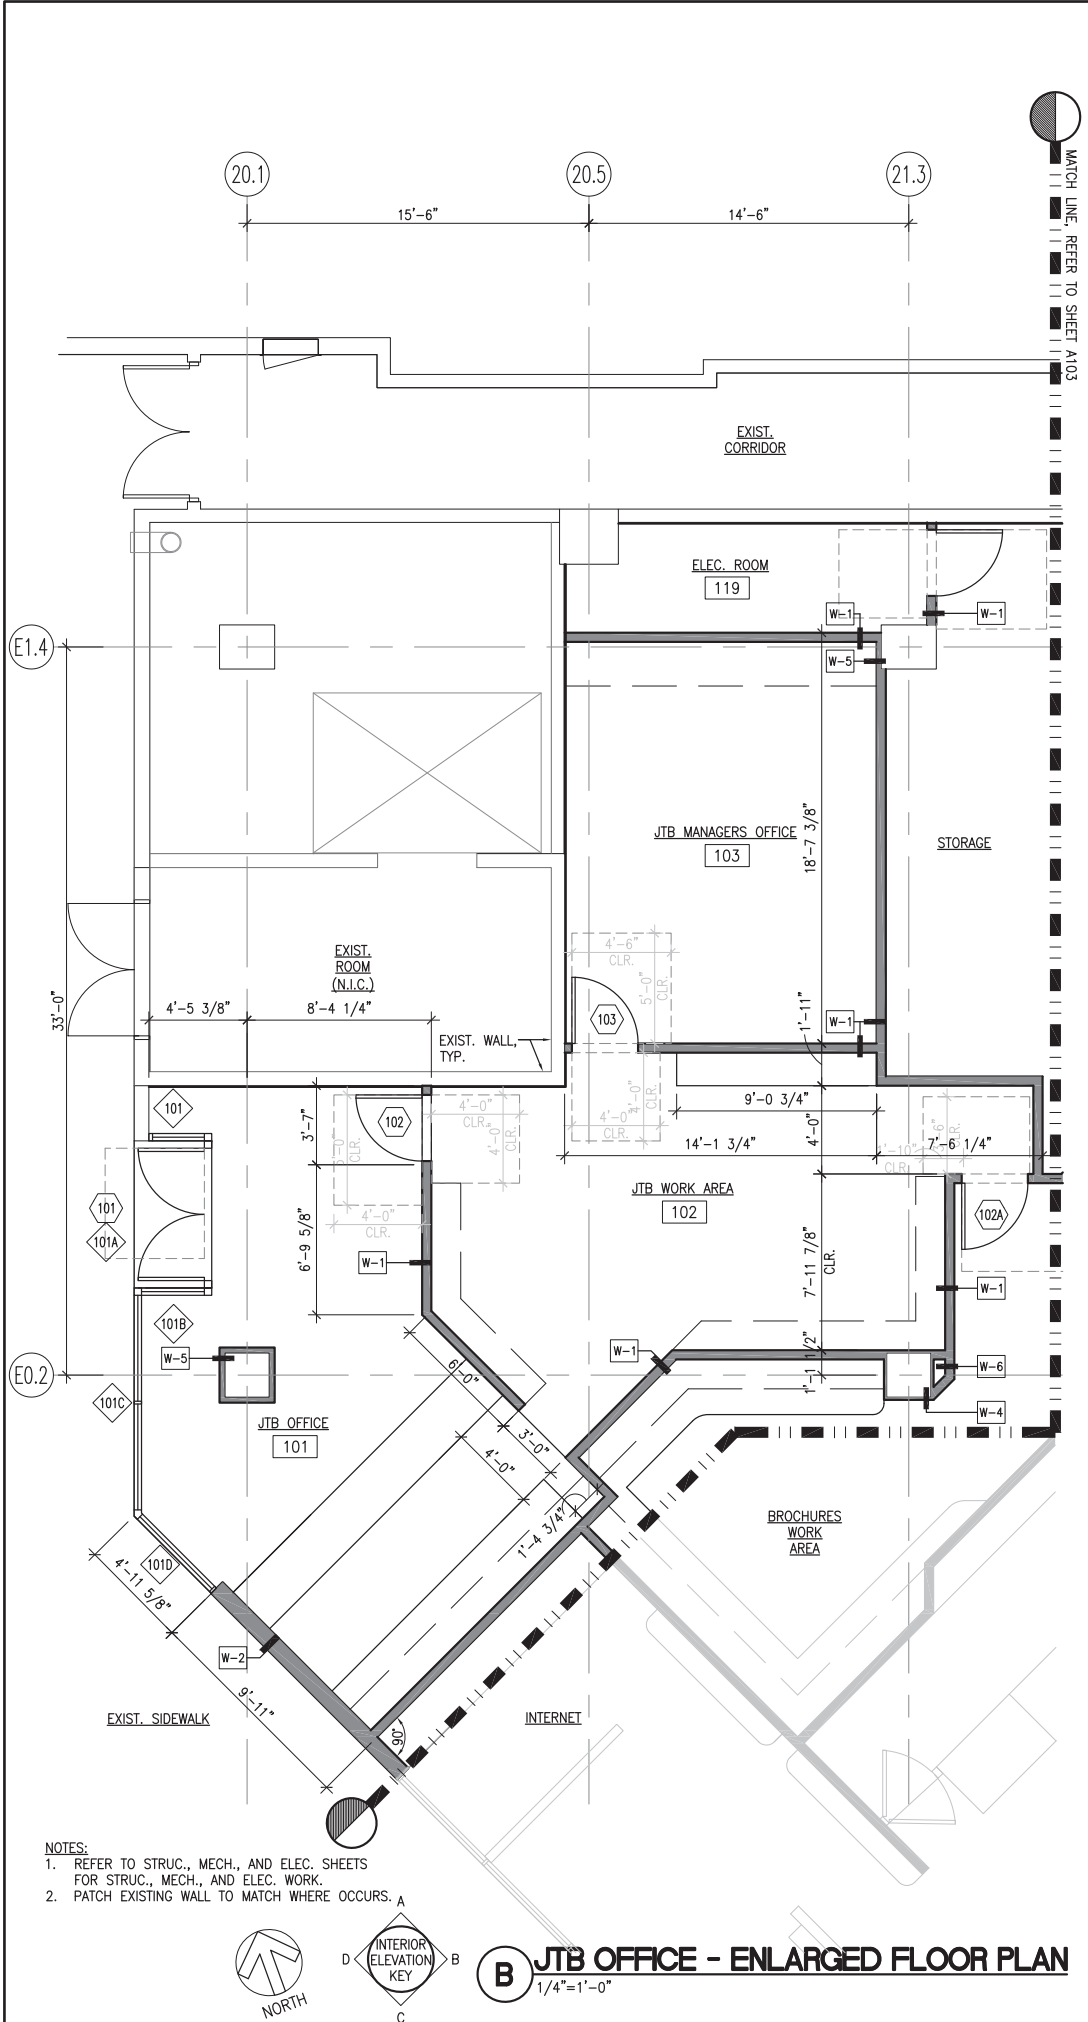 MATCH LINE, REFER TO SHEET A103
20.1
20.5
21.3
15'-6"
14'-6"
EXIST.
CORRIDOR
ELEC. ROOM
119
W-1
W-1
E1.4
W-5
JTB MANAGERS OFFICE
103
18'-7 3/8"
STORAGE
4'-6"
CLR.
5'-0"
CLR.
EXIST.
ROOM
(N.I.C.)
33'-0"
4'-5 3/8"
8'-4 1/4"
103
W-1
1'-11"
EXIST. WALL,
TYP.
101
3'-7"
102
5'-0"
CLR.
4'-0"
CLR.
4'-0"
CLR.
4'-0"
CLR.
4'-0"
CLR.
9'-0 3/4"
4'-0"
14'-1 3/4"
7'-6 1/4"
CLR.
JTB WORK AREA
102
101
101A
4'-0"
CLR.
102A
6'-9 5/8"
W-1
7'-11 7/8"
CLR.
W-1
101B
W-5
W-1
1'-1 1/2"
W-6
E0.2
6'-0"
101C
W-4
JTB OFFICE
101
3'-0"
4'-0"
1'-4 3/4"
BROCHURES
WORK
AREA
101D
4'-11 5/8"
W-2
9'-11"
EXIST. SIDEWALK
INTERNET
90°
NOTES:
1. REFER TO STRUC., MECH., AND ELEC. SHEETS
FOR STRUC., MECH., AND ELEC. WORK.
2. PATCH EXISTING WALL TO MATCH WHERE OCCURS.
A
D
INTERIOR
ELEVATION
KEY
B
C
NORTH
B
JTB OFFICE - ENLARGED FLOOR PLAN
1/4"=1'-0"